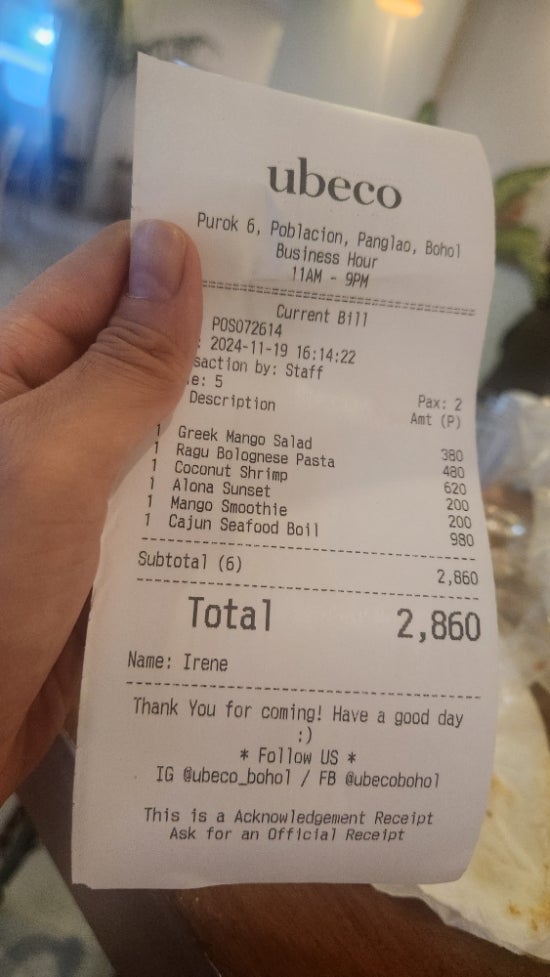 ubeco
Purok 6, Poblacion, Panglao, Bohol
Business Hour
11AM - 9PM
Current Bill
POS072614
: 2024-11-19 16:14:22
saction by: Staff
e: 5
Pax: 2
Description Amt (P)
1 Greek Mango Salad 380
1 Ragu Bolognese Pasta 480
1 Coconut Shrimp 620
1 Alona Sunset 200
1 Mango Smoothie 200
1 Cajun Seafood Boil 980
Subtotal (6) 2,860
Total 2,860
Name: Irene
Thank You for coming! Have a good day
:)
* Follow US *
IG @ubeco_bohol / FB @ubecobohol
This is a Acknowledgement Receipt
Ask for an Official Receipt